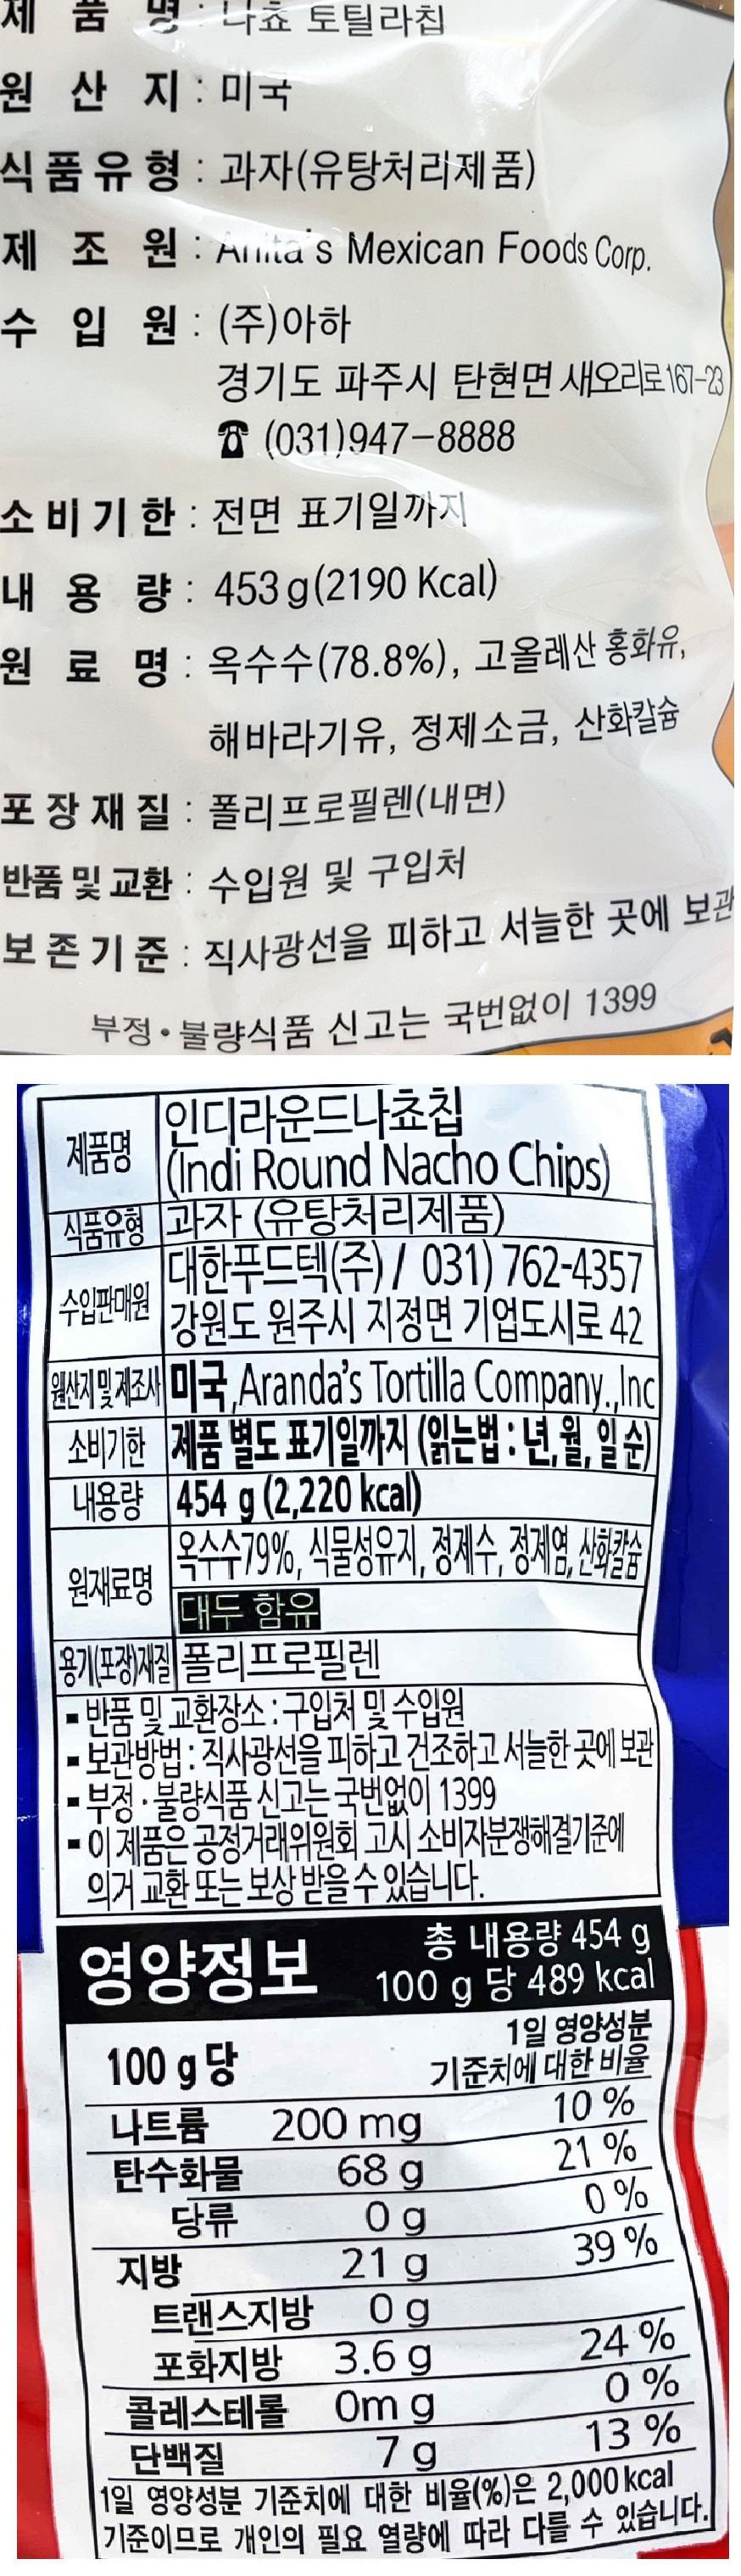 제 품 명 : 나쵸 토틸라칩
원 산 지 : 미국
식품유형 : 과자(유탕처리제품)
제 조 원 : Anita's Mexican Foods Corp.
수 입 원 : (주)아하
경기도 파주시 탄현면 새오리로 167-23
☎ (031)947-8888
소비기한 : 전면 표기일까지
내 용 량 : 453 g(2190 Kcal)
원 료 명 : 옥수수(78.8%), 고올레산 홍화유,
해바라기유, 정제소금, 산화칼슘
포장재질 : 폴리프로필렌(내면)
반품 및 교환 : 수입원 및 구입처
보존기준 : 직사광선을 피하고 서늘한 곳에 보관
부정•불량식품 신고는 국번없이 1399
제품명 인디라운드나쵸칩
(Indi Round Nacho Chips)
식품유형 과자 (유탕처리제품)
수입판매원 대한푸드텍(주) / 031) 762-4357
강원도 원주시 지정면 기업도시로 42
원산지 및 제조사 미국,Aranda's Tortilla Company.,Inc
소비기한 제품 별도 표기일까지 (읽는법 : 년, 월, 일 순)
내용량 454 g (2,220 kcal)
원재료명 옥수수79%, 식물성유지, 정제수, 정제염, 산화칼슘
대두 함유
용기(포장)재질 폴리프로필렌
- 반품 및 교환장소 : 구입처 및 수입원
- 보관방법 : 직사광선을 피하고 건조하고 서늘한 곳에 보관
- 부정 · 불량식품 신고는 국번없이 1399
- 이 제품은 공정거래위원회 고시 소비자분쟁해결기준에
의거 교환 또는 보상 받을 수 있습니다.
영양정보 총 내용량 454 g
100 g 당 489 kcal
100 g 당 1일 영양성분
기준치에 대한 비율
나트륨 200 mg 10 %
탄수화물 68 g 21 %
당류 0 g 0 %
지방 21 g 39 %
트랜스지방 0 g
포화지방 3.6 g 24 %
콜레스테롤 0m g 0 %
단백질 7 g 13 %
1일 영양성분 기준치에 대한 비율(%)은 2,000 kcal
기준이므로 개인의 필요 열량에 따라 다를 수 있습니다.